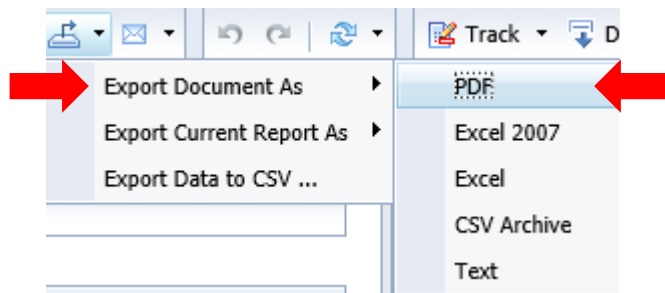 Track D
Export Document As
PDF
Export Current Report As
Excel 2007
Export Data to CSV ...
Excel
CSV Archive
Text